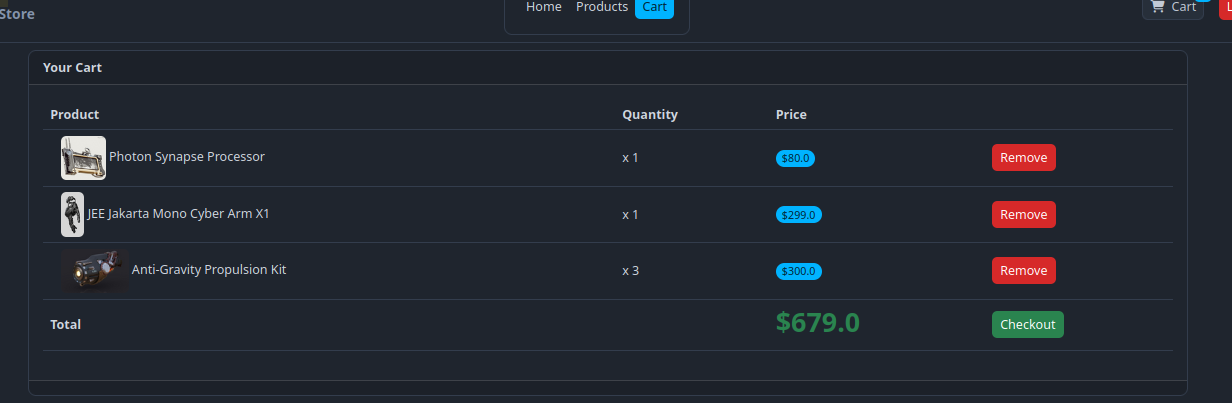 Store
Home Products Cart
Cart
Your Cart
Product Quantity Price
Photon Synapse Processor x 1 $80.0 Remove
JEE Jakarta Mono Cyber Arm X1 x 1 $299.0 Remove
Anti-Gravity Propulsion Kit x 3 $300.0 Remove
Total $679.0 Checkout